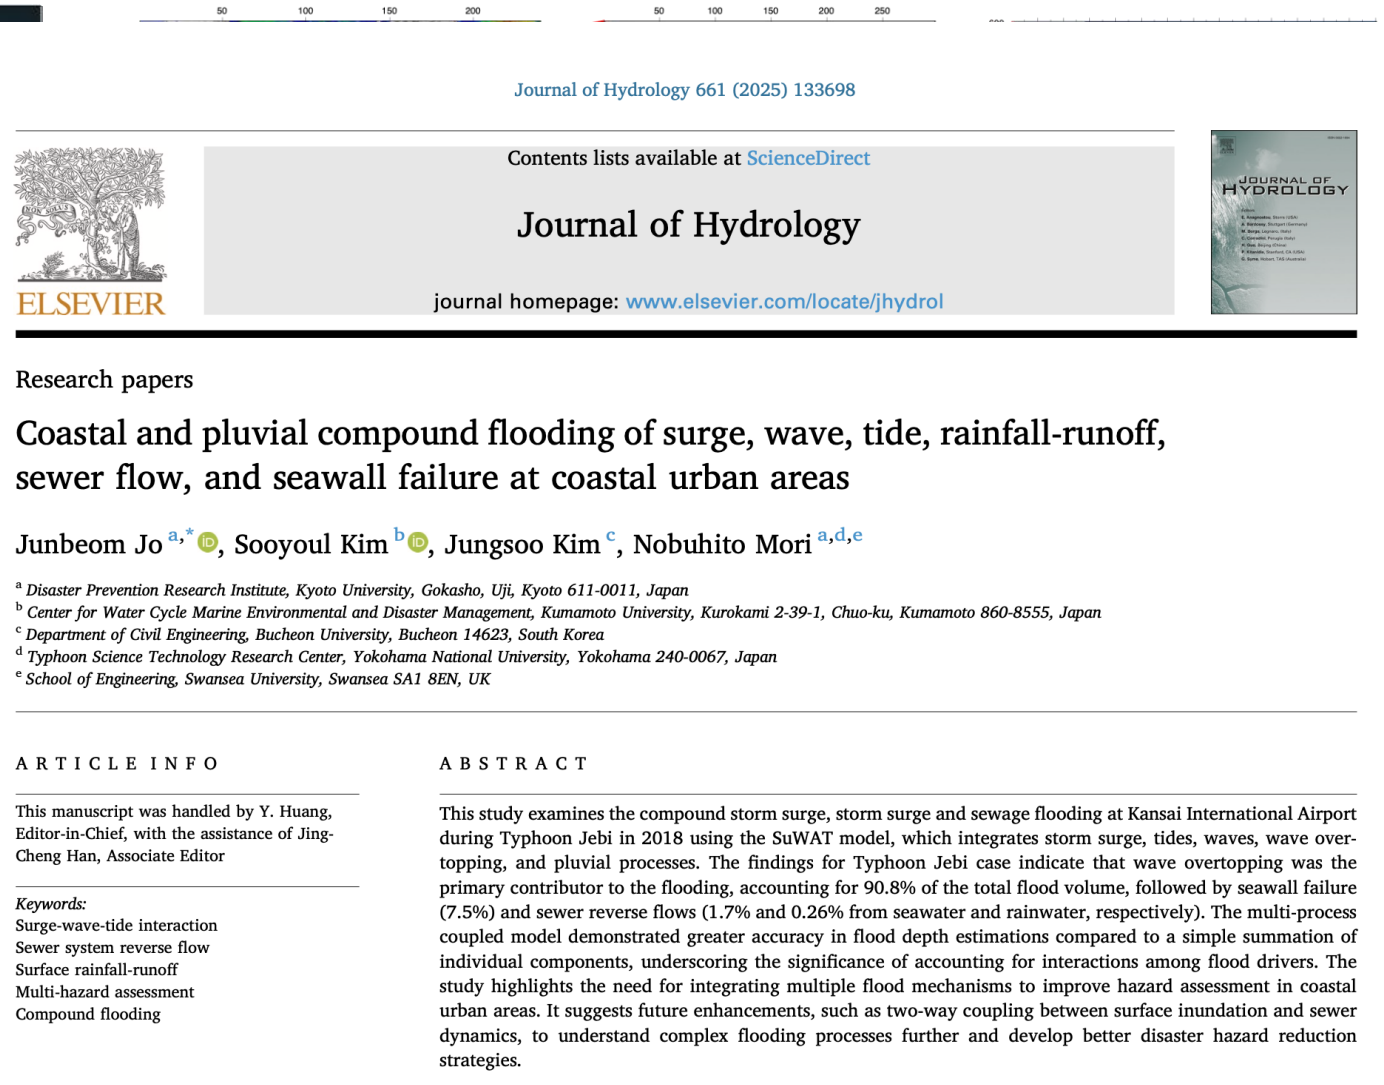 50 100 150 200 50 100 150 200 250
Journal of Hydrology 661 (2025) 133698
Contents lists available at ScienceDirect
Journal of Hydrology
journal homepage: www.elsevier.com/locate/jhydrol
NON SOLUS
ELSEVIER
JOURNAL OF
HYDROLOGY
Research papers
Coastal and pluvial compound flooding of surge, wave, tide, rainfall-runoff,
sewer flow, and seawall failure at coastal urban areas
Junbeom Jo a,* iD, Sooyoul Kim b iD, Jungsoo Kim c, Nobuhito Mori a,d,e
a Disaster Prevention Research Institute, Kyoto University, Gokasho, Uji, Kyoto 611-0011, Japan
b Center for Water Cycle Marine Environmental and Disaster Management, Kumamoto University, Kurokami 2-39-1, Chuo-ku, Kumamoto 860-8555, Japan
c Department of Civil Engineering, Bucheon University, Bucheon 14623, South Korea
d Typhoon Science Technology Research Center, Yokohama National University, Yokohama 240-0067, Japan
e School of Engineering, Swansea University, Swansea SA1 8EN, UK
ARTICLE INFO
This manuscript was handled by Y. Huang,
Editor-in-Chief, with the assistance of Jing-
Cheng Han, Associate Editor
Keywords:
Surge-wave-tide interaction
Sewer system reverse flow
Surface rainfall-runoff
Multi-hazard assessment
Compound flooding
ABSTRACT
This study examines the compound storm surge, storm surge and sewage flooding at Kansai International Airport
during Typhoon Jebi in 2018 using the SuWAT model, which integrates storm surge, tides, waves, wave over-
topping, and pluvial processes. The findings for Typhoon Jebi case indicate that wave overtopping was the
primary contributor to the flooding, accounting for 90.8% of the total flood volume, followed by seawall failure
(7.5%) and sewer reverse flows (1.7% and 0.26% from seawater and rainwater, respectively). The multi-process
coupled model demonstrated greater accuracy in flood depth estimations compared to a simple summation of
individual components, underscoring the significance of accounting for interactions among flood drivers. The
study highlights the need for integrating multiple flood mechanisms to improve hazard assessment in coastal
urban areas. It suggests future enhancements, such as two-way coupling between surface inundation and sewer
dynamics, to understand complex flooding processes further and develop better disaster hazard reduction
strategies.